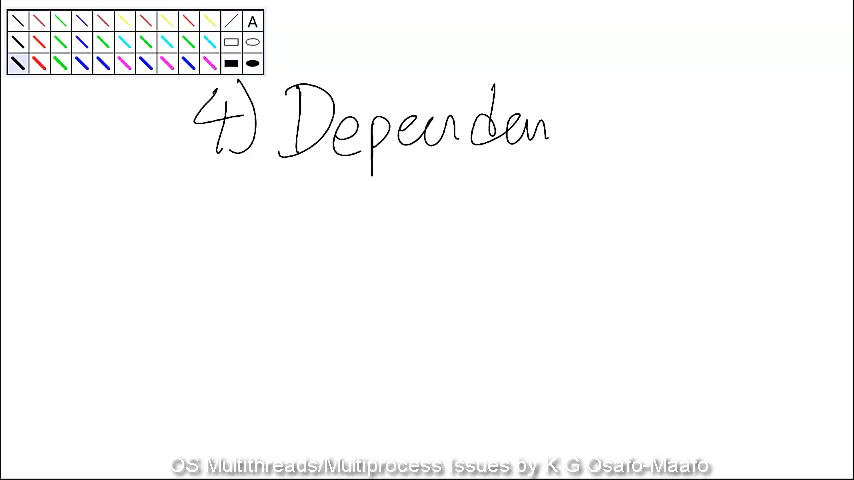 A
4) Dependen
OS Multithreads/Multiprocess Issues by K G Osafo-Maafo